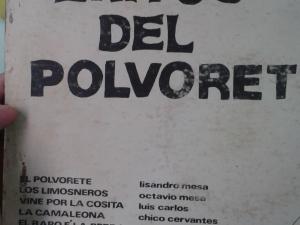 DEL
POLVORET
EL POLVORETE lisandro mesa
LOS LIMOSNEROS octavio mesa
VINE POR LA COSITA luis carlos
LA CAMALEONA chico cervantes